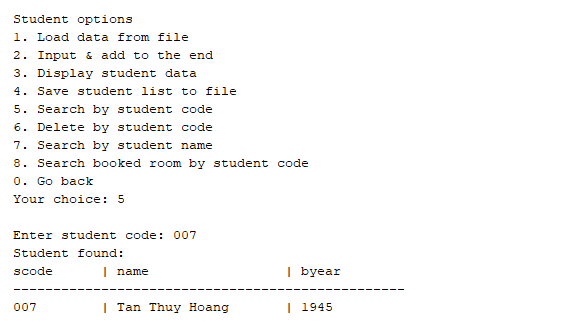 Student options
1. Load data from file
2. Input & add to the end
3. Display student data
4. Save student list to file
5. Search by student code
6. Delete by student code
7. Search by student name
8. Search booked room by student code
0. Go back
Your choice: 5
Enter student code: 007
Student found:
scode | name | byear
-------------------------------------------------
007 | Tan Thuy Hoang | 1945